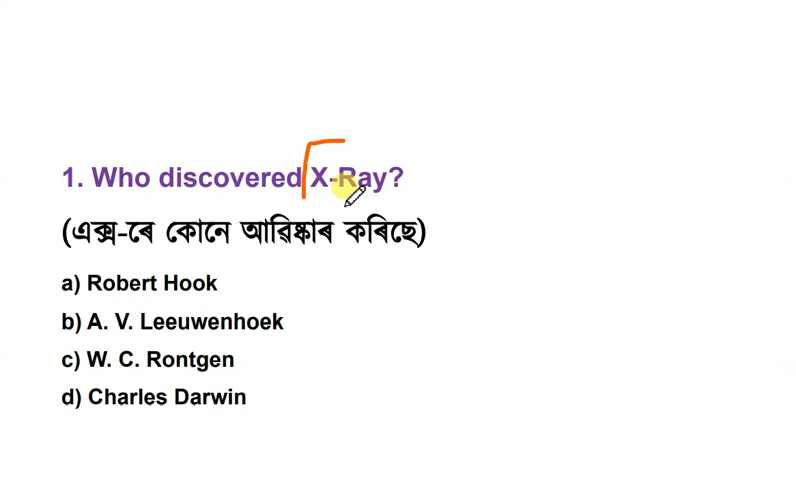 1. Who discovered X-Ray?
(এক্স-ৰে কোনে আৱিষ্কাৰ কৰিছে)
a) Robert Hook
b) A. V. Leeuwenhoek
c) W. C. Rontgen
d) Charles Darwin